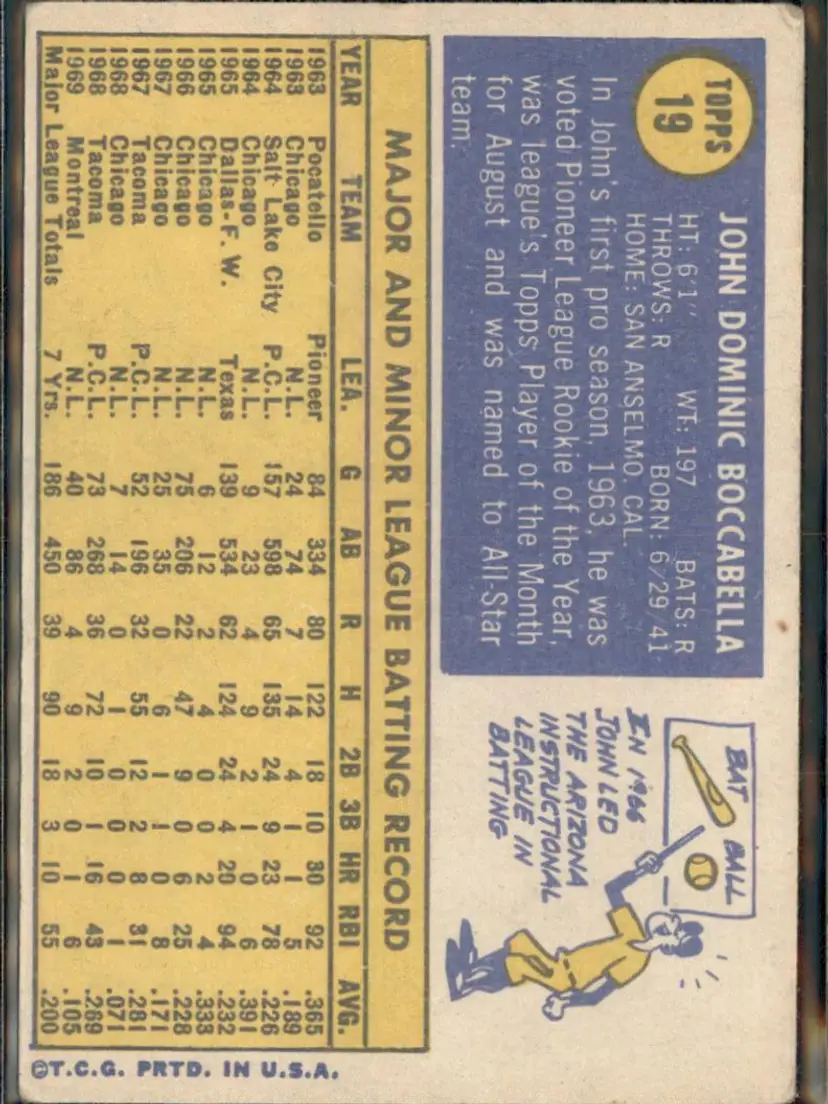 TOPPS
19
JOHN DOMINIC BOCCABELLA
HT: 6'1" WT: 197 BATS: R
THROWS: R BORN: 6/29/41
HOME: SAN ANSELMO, CAL.
In John's first pro season, 1963, he was
voted Pioneer League Rookie of the Year,
was league's Topps Player of the Month
for August and was named to All-Star
team.
BAT BALL
IN 1966
JOHN LED
THE ARIZONA
INSTRUCTIONAL
LEAGUE IN
BATTING
MAJOR AND MINOR LEAGUE BATTING RECORD
YEAR TEAM LEA. G AB R H 2B 3B HR RBI AVG.
1963 Pocatello Pioneer 84 334 80 122 18 10 30 92 .365
1963 Chicago N.L. 24 74 7 14 4 1 1 5 .189
1964 Salt Lake City P.C.L. 157 598 65 135 24 9 23 78 .226
1964 Chicago N.L. 9 23 4 9 2 1 0 6 .391
1965 Dallas-F. W. Texas 139 534 62 124 24 4 20 94 .232
1965 Chicago N.L. 6 12 2 4 0 0 2 4 .333
1966 Chicago N.L. 75 206 22 47 9 0 6 25 .228
1967 Chicago N.L. 25 35 0 6 1 1 0 8 .171
1967 Tacoma P.C.L. 52 196 32 55 12 2 8 31 .281
1968 Chicago N.L. 7 14 0 1 0 0 0 1 .071
1968 Tacoma P.C.L. 73 268 36 72 10 1 16 43 .269
1969 Montreal N.L. 40 86 4 9 2 0 1 6 .105
Major League Totals 7 Yrs. 186 450 39 90 18 3 10 55 .200
©T.C.G. PRTD. IN U.S.A.